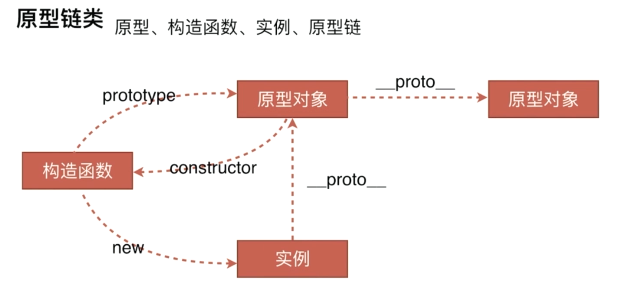 原型链类
原型、构造函数、实例、原型链
prototype
原型对象
__proto__
原型对象
构造函数
constructor
__proto__
new
实例